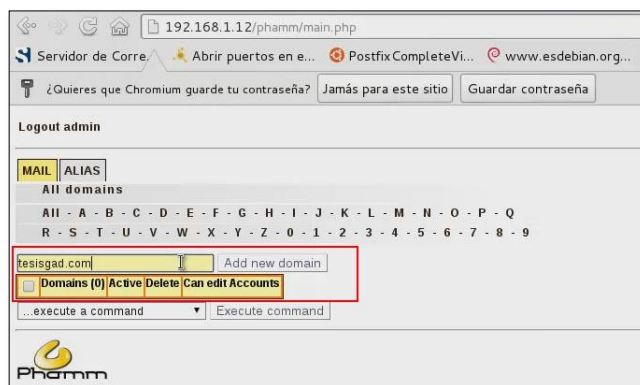 192.168.1.12/phamm/main.php
Servidor de Corre. Abrir puertos en e... PostfixCompleteVi... www.esdebian.org...
¿Quieres que Chromium guarde tu contraseña? Jamás para este sitio Guardar contraseña
Logout admin
MAIL ALIAS
All domains
All - A - B - C - D - E - F - G - H - I - J - K - L - M - N - O - P - Q
R - S - T - U - V - W - X - Y - Z - 0 - 1 - 2 - 3 - 4 - 5 - 6 - 7 - 8 - 9
tesisgad.com Add new domain
Domains (0) Active Delete Can edit Accounts
...execute a command Execute command
Phamm